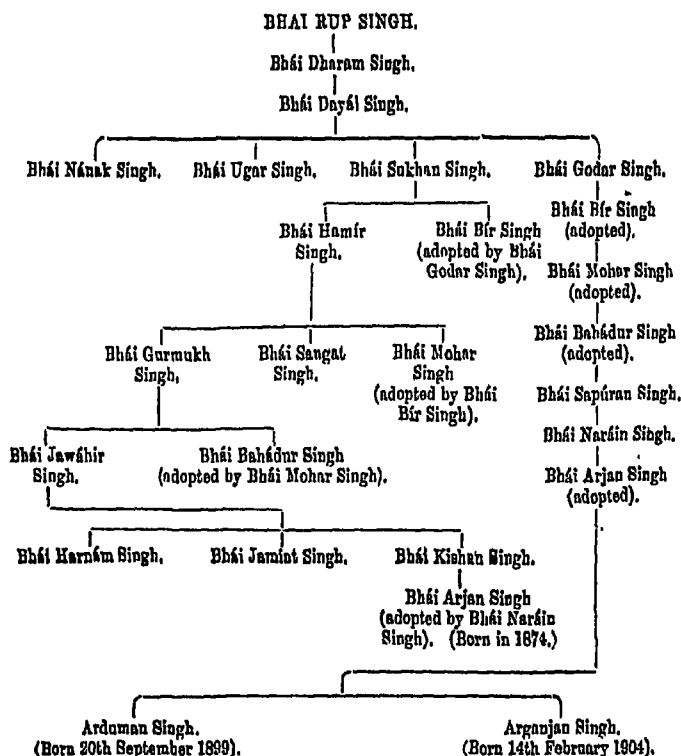 BHAI RUP SINGH.
Bhái Dharam Singh.
Bhái Dayál Singh.
Bhái Nának Singh.
Bhái Ugar Singh.
Bhái Sukhan Singh.
Bhái Godar Singh.
Bhái Hamír
Singh.
Bhái Bír Singh
(adopted by Bhái
Godar Singh).
Bhái Bír Singh
(adopted).
Bhái Mohar Singh
(adopted).
Bhái Gurmukh
Singh.
Bhái Sangat
Singh.
Bhái Mohar
Singh
(adopted by Bhái
Bír Singh).
Bhái Bahádur Singh
(adopted).
Bhái Sapúran Singh.
Bhái Naráin Singh.
Bhái Jawáhir
Singh.
Bhái Bahádur Singh
(adopted by Bhái Mohar Singh).
Bhái Arjan Singh
(adopted).
Bhái Harnám Singh.
Bhái Jamint Singh.
Bhái Kishan Singh.
Bhái Arjan Singh
(adopted by Bhái Naráin
Singh). (Born in 1874.)
Arduman Singh.
(Born 20th September 1899).
Arganjan Singh.
(Born 14th February 1904).